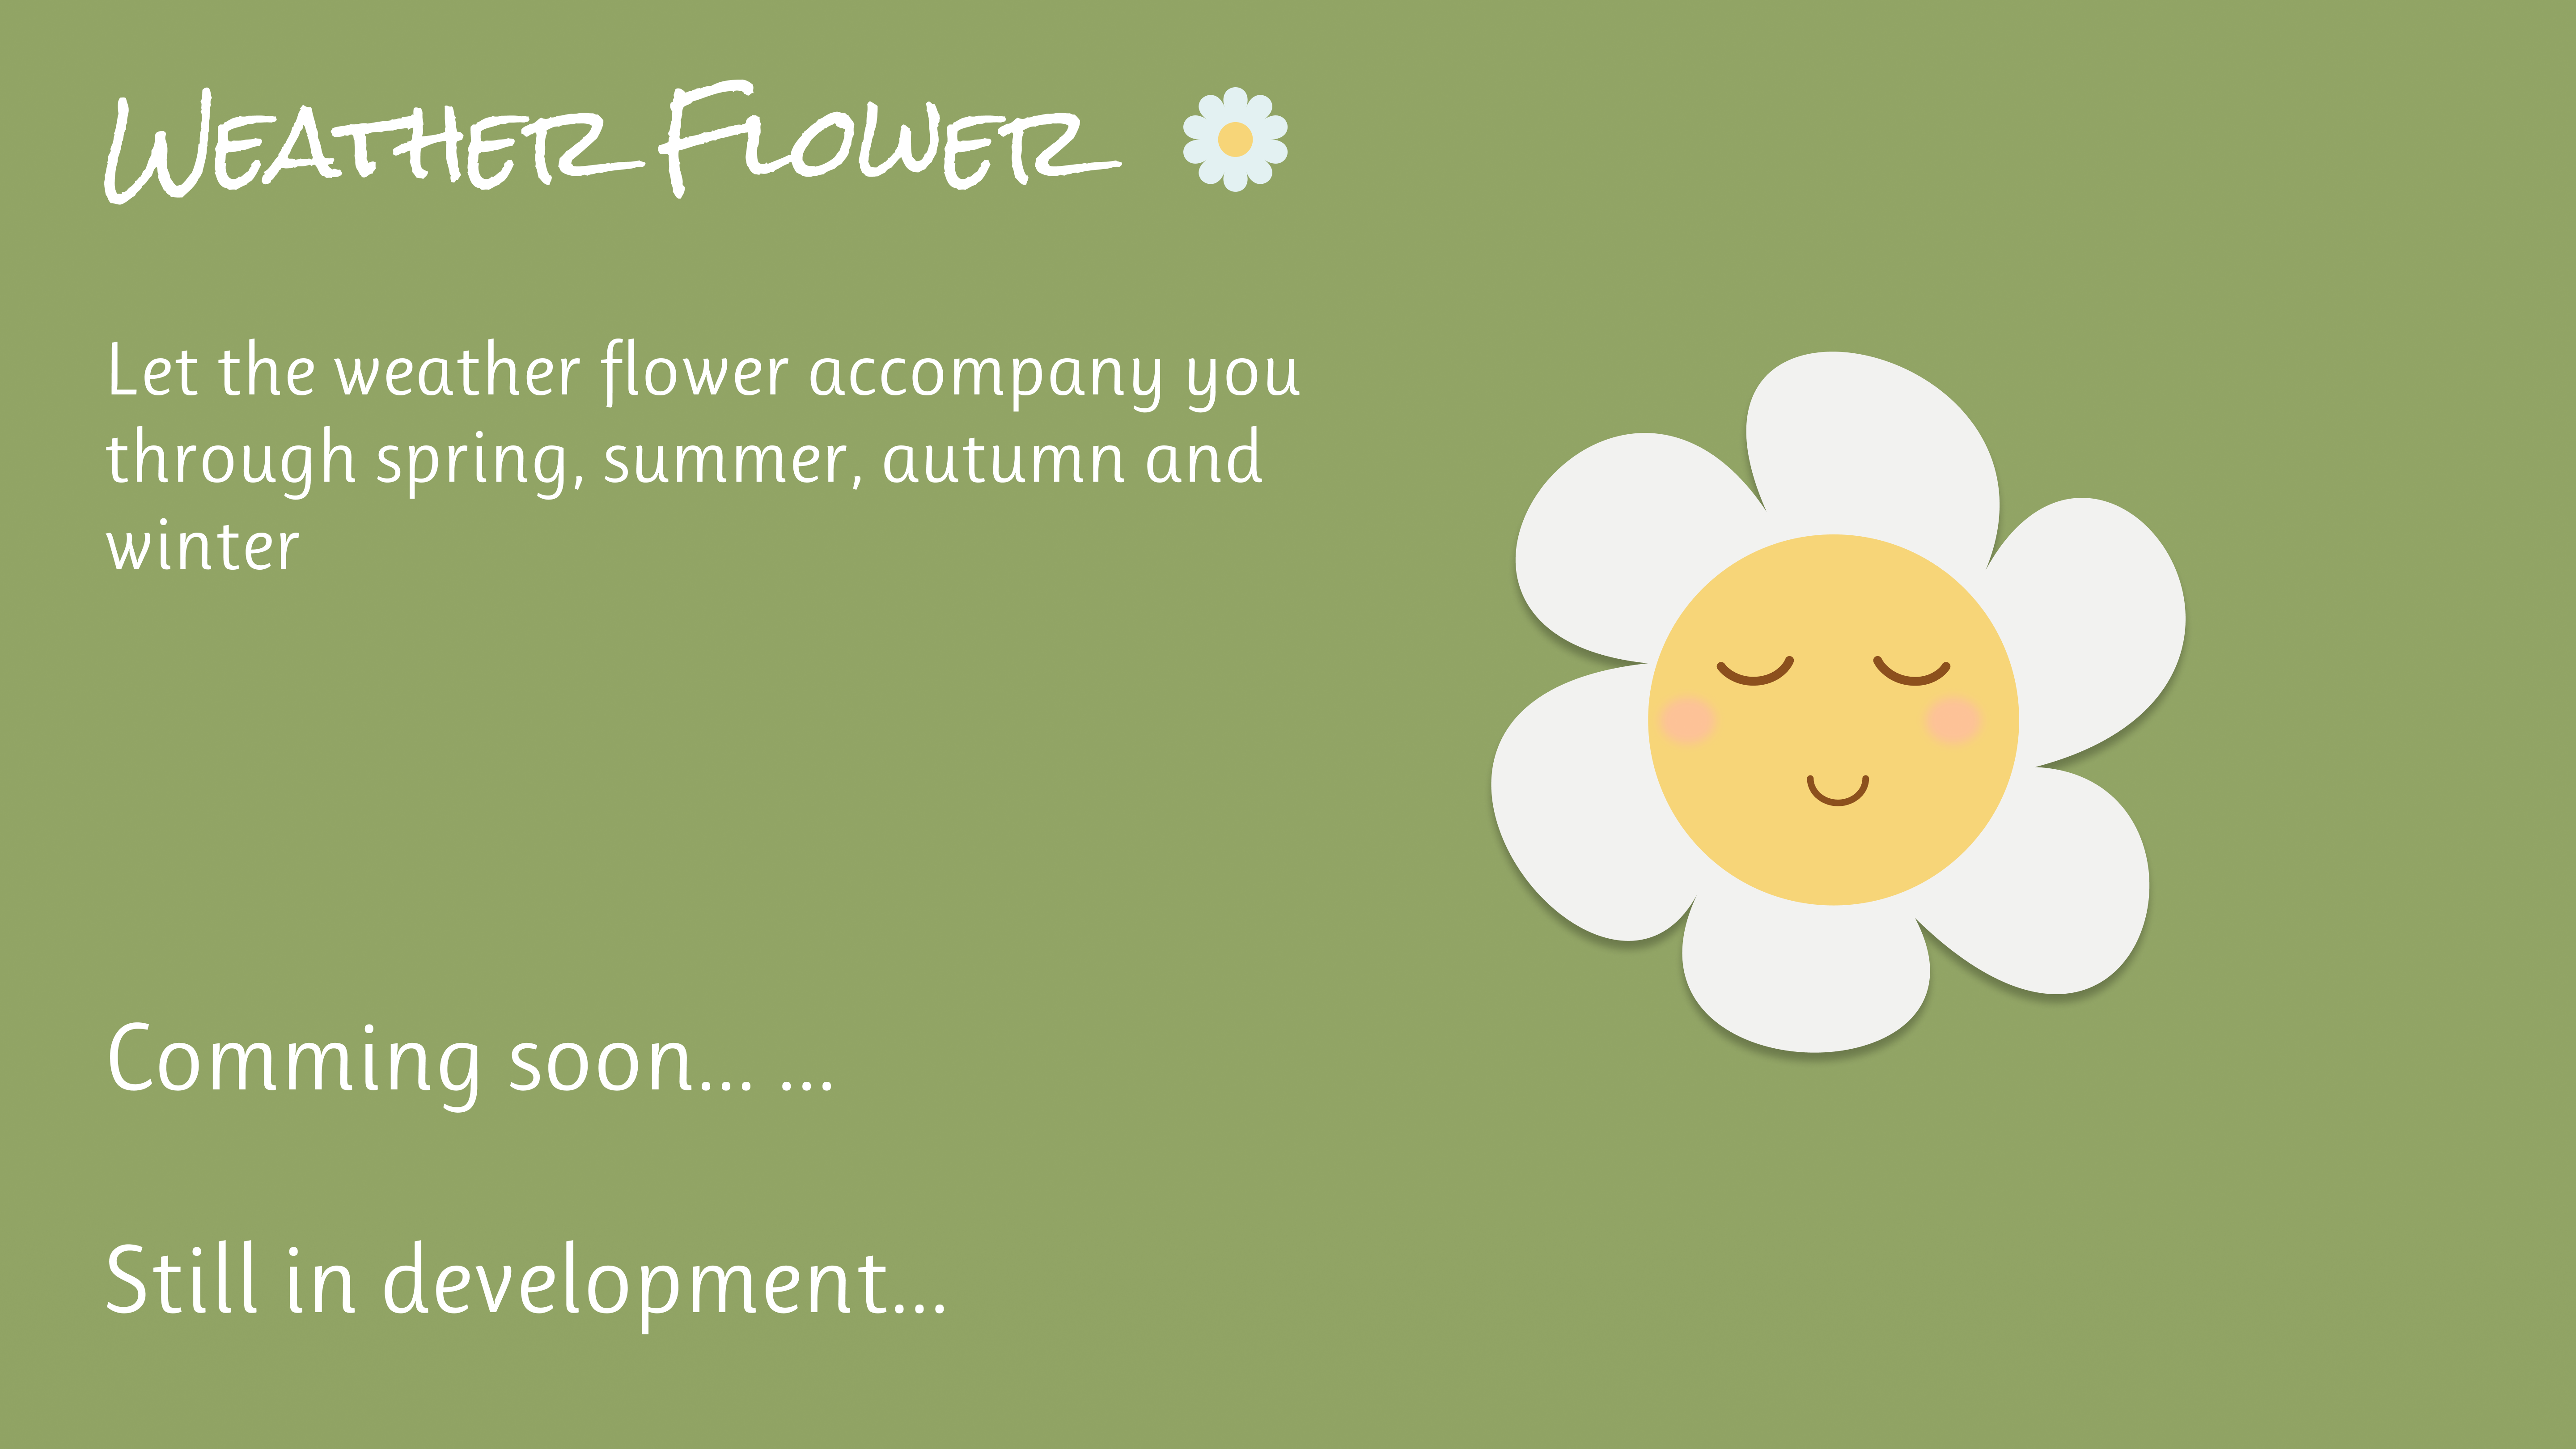 Weather Flower
Let the weather flower accompany you
through spring, summer, autumn and
winter
Comming soon... ...
Still in development...